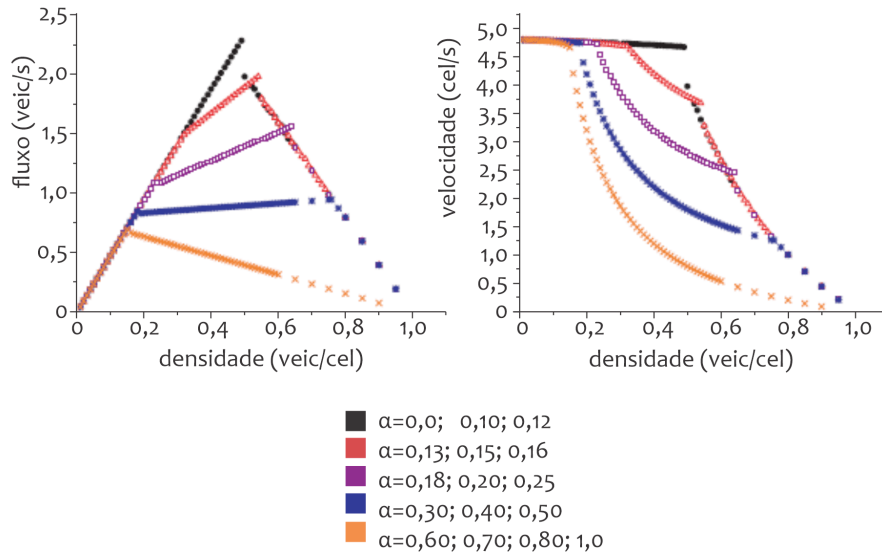 2,5
2,0
1,5
1,0
0,5
0
fluxo (veic/s)
0 0,2 0,4 0,6 0,8 1,0
densidade (veic/cel)
5,0
4,5
4,0
3,5
3,0
2,5
2,0
1,5
1,0
0,5
0
velocidade (cel/s)
0 0,2 0,4 0,6 0,8 1,0
densidade (veic/cel)
α=0,0; 0,10; 0,12
α=0,13; 0,15; 0,16
α=0,18; 0,20; 0,25
α=0,30; 0,40; 0,50
α=0,60; 0,70; 0,80; 1,0